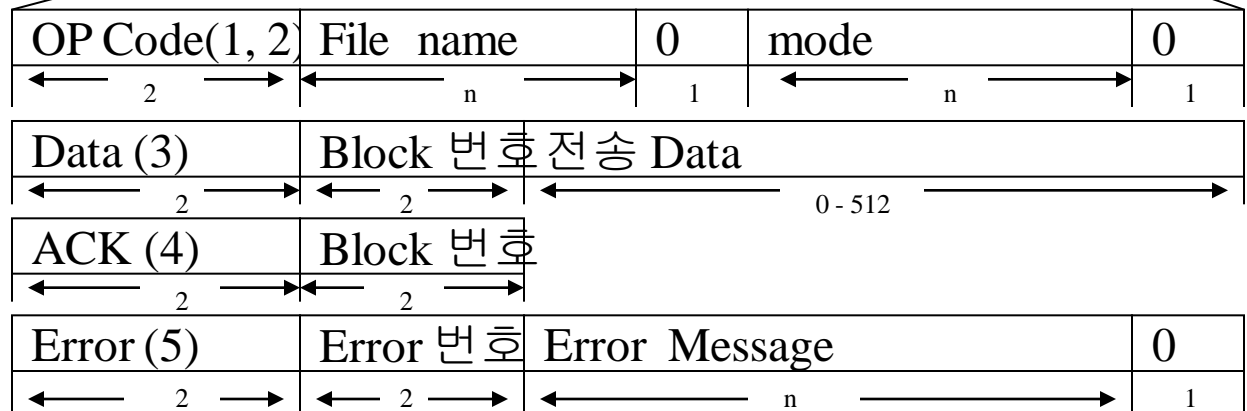 OP Code(1, 2) File name 0 mode 0
2 n 1 n 1
Data (3) Block 번호 전송 Data
2 2 0 - 512
ACK (4) Block 번호
2 2
Error (5) Error 번호 Error Message 0
2 2 n 1